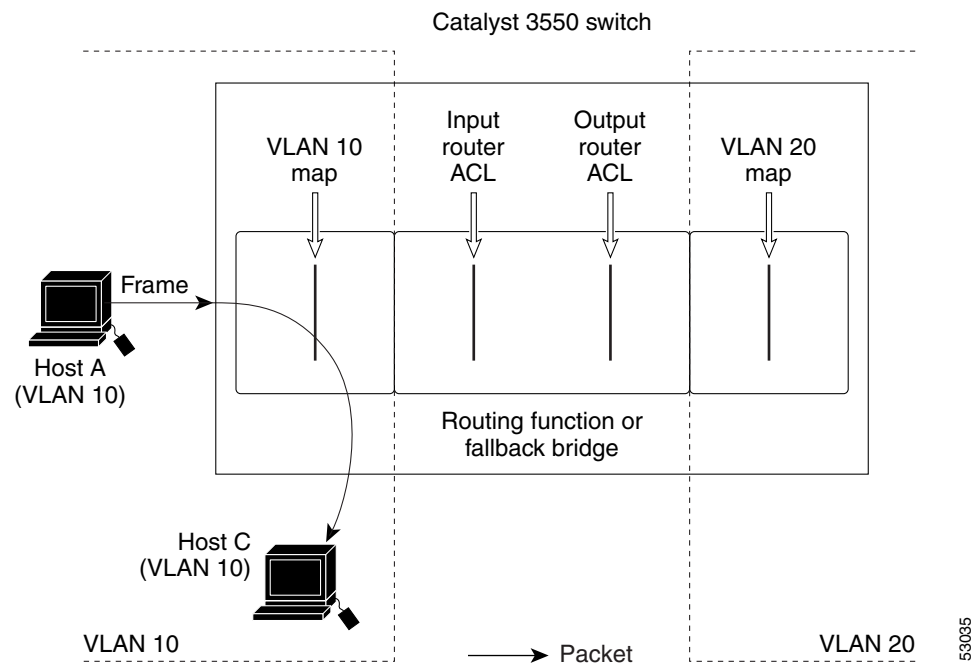 Catalyst 3550 switch
VLAN 10
map
Input
router
ACL
Output
router
ACL
VLAN 20
map
Frame
Host A
(VLAN 10)
Routing function or
fallback bridge
Host C
(VLAN 10)
VLAN 10
Packet
VLAN 20
53035